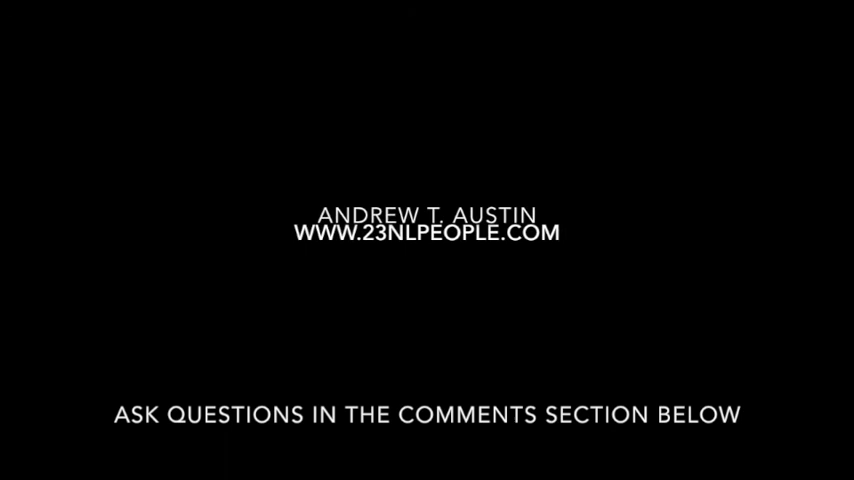 ANDREW T. AUSTIN
WWW.23NLPEOPLE.COM
ASK QUESTIONS IN THE COMMENTS SECTION BELOW